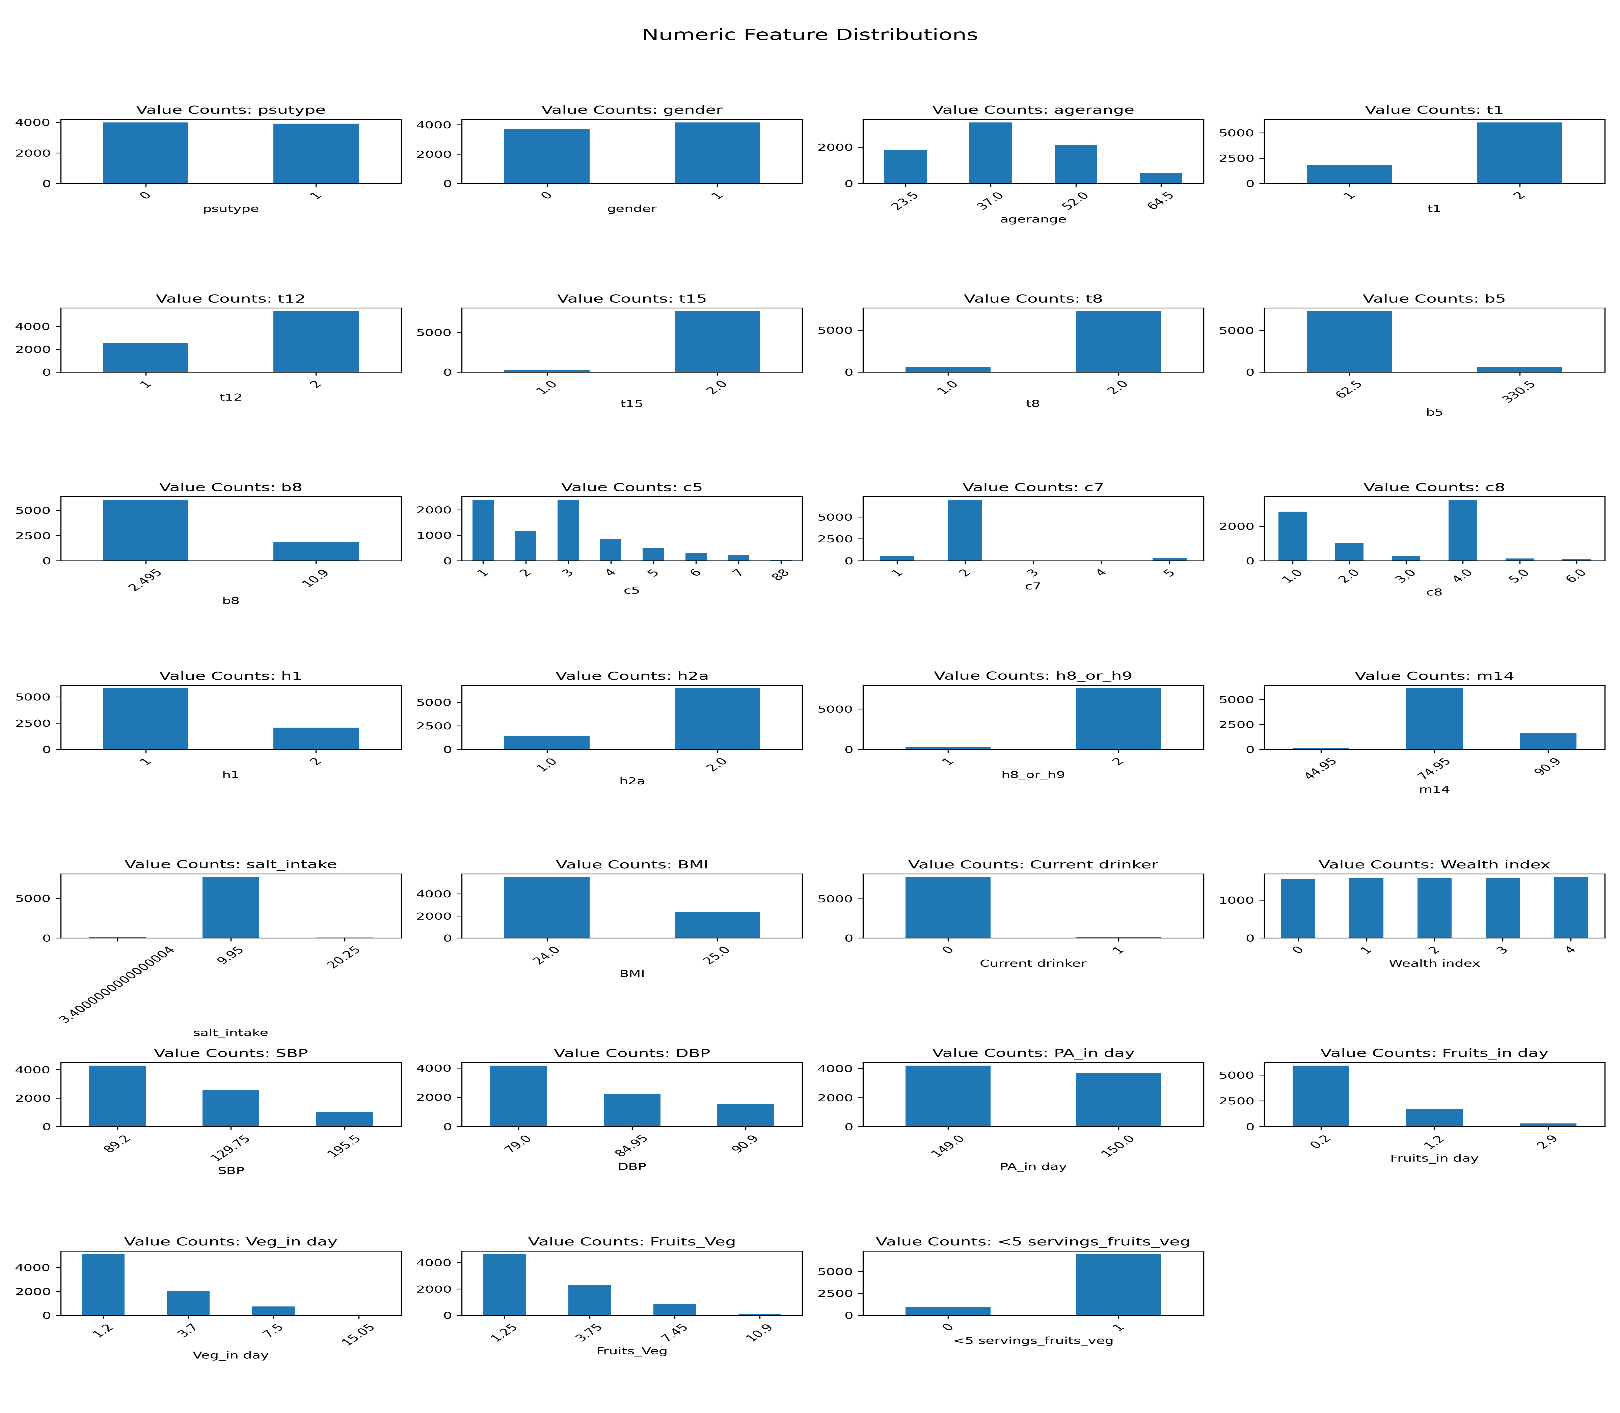 Numeric Feature Distributions
Value Counts: psutype
4000
2000
0
0
1
psutype
Value Counts: gender
4000
2000
0
0
1
gender
Value Counts: agerange
2000
0
23.5
37.0
52.0
64.5
agerange
Value Counts: t1
5000
2500
0
1
2
t1
Value Counts: t12
4000
2000
0
1
2
t12
Value Counts: t15
5000
0
1.0
2.0
t15
Value Counts: t8
5000
0
1.0
2.0
t8
Value Counts: b5
5000
0
62.5
330.5
b5
Value Counts: b8
5000
2500
0
2.495
10.9
b8
Value Counts: c5
2000
1000
0
1
2
3
4
5
6
7
88
c5
Value Counts: c7
5000
2500
0
1
2
3
4
5
c7
Value Counts: c8
2000
0
1.0
2.0
3.0
4.0
5.0
6.0
c8
Value Counts: h1
5000
2500
0
1
2
h1
Value Counts: h2a
5000
2500
0
1.0
2.0
h2a
Value Counts: h8_or_h9
5000
0
1
2
h8_or_h9
Value Counts: m14
5000
2500
0
44.95
74.95
90.9
m14
Value Counts: salt_intake
5000
0
3.4000000000000004
9.95
20.25
salt_intake
Value Counts: BMI
4000
2000
0
24.0
25.0
BMI
Value Counts: Current drinker
5000
0
0
1
Current drinker
Value Counts: Wealth index
1000
0
0
1
2
3
4
Wealth index
Value Counts: SBP
4000
2000
0
89.2
129.75
195.5
SBP
Value Counts: DBP
4000
2000
0
79.0
84.95
90.9
DBP
Value Counts: PA_in day
4000
2000
0
149.0
150.0
PA_in day
Value Counts: Fruits_in day
5000
2500
0
0.2
1.2
2.9
Fruits_in day
Value Counts: Veg_in day
4000
2000
0
1.2
3.7
7.5
15.05
Veg_in day
Value Counts: Fruits_Veg
4000
2000
0
1.25
3.75
7.45
10.9
Fruits_Veg
Value Counts: <5 servings_fruits_veg
5000
2500
0
0
1
<5 servings_fruits_veg